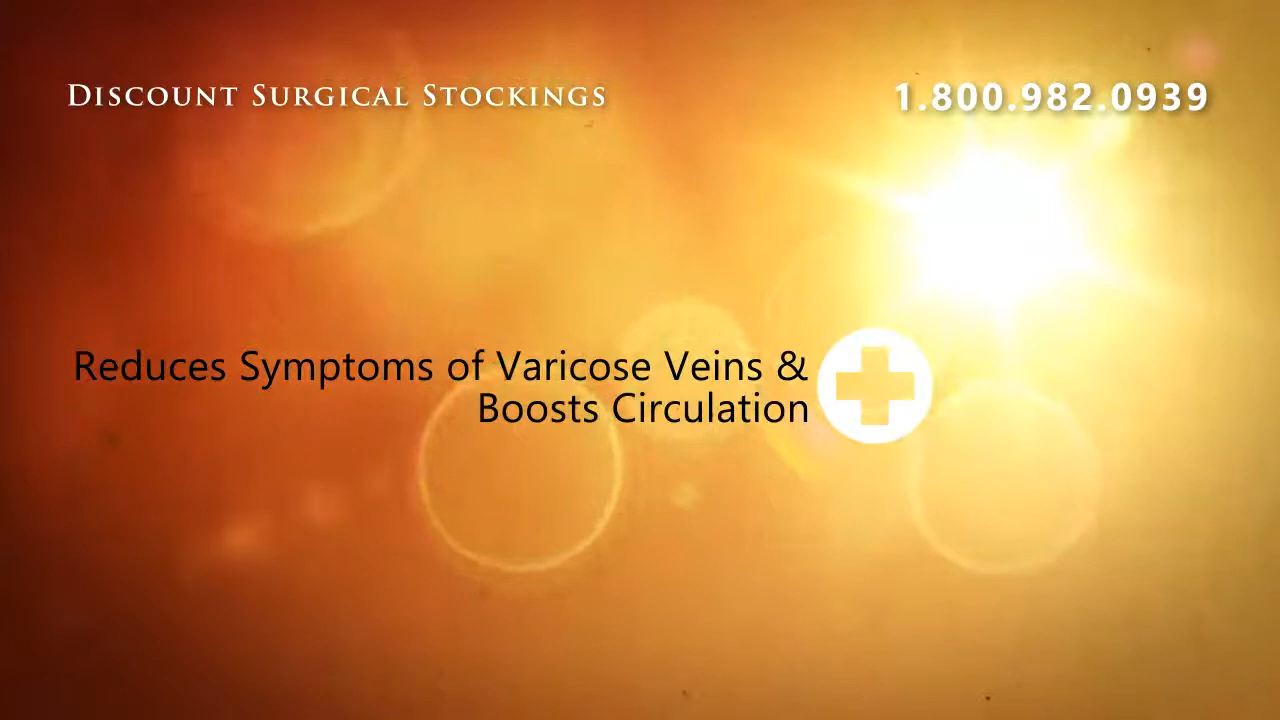 Discount Surgical Stockings
1.800.982.0939
Reduces Symptoms of Varicose Veins &
Boosts Circulation